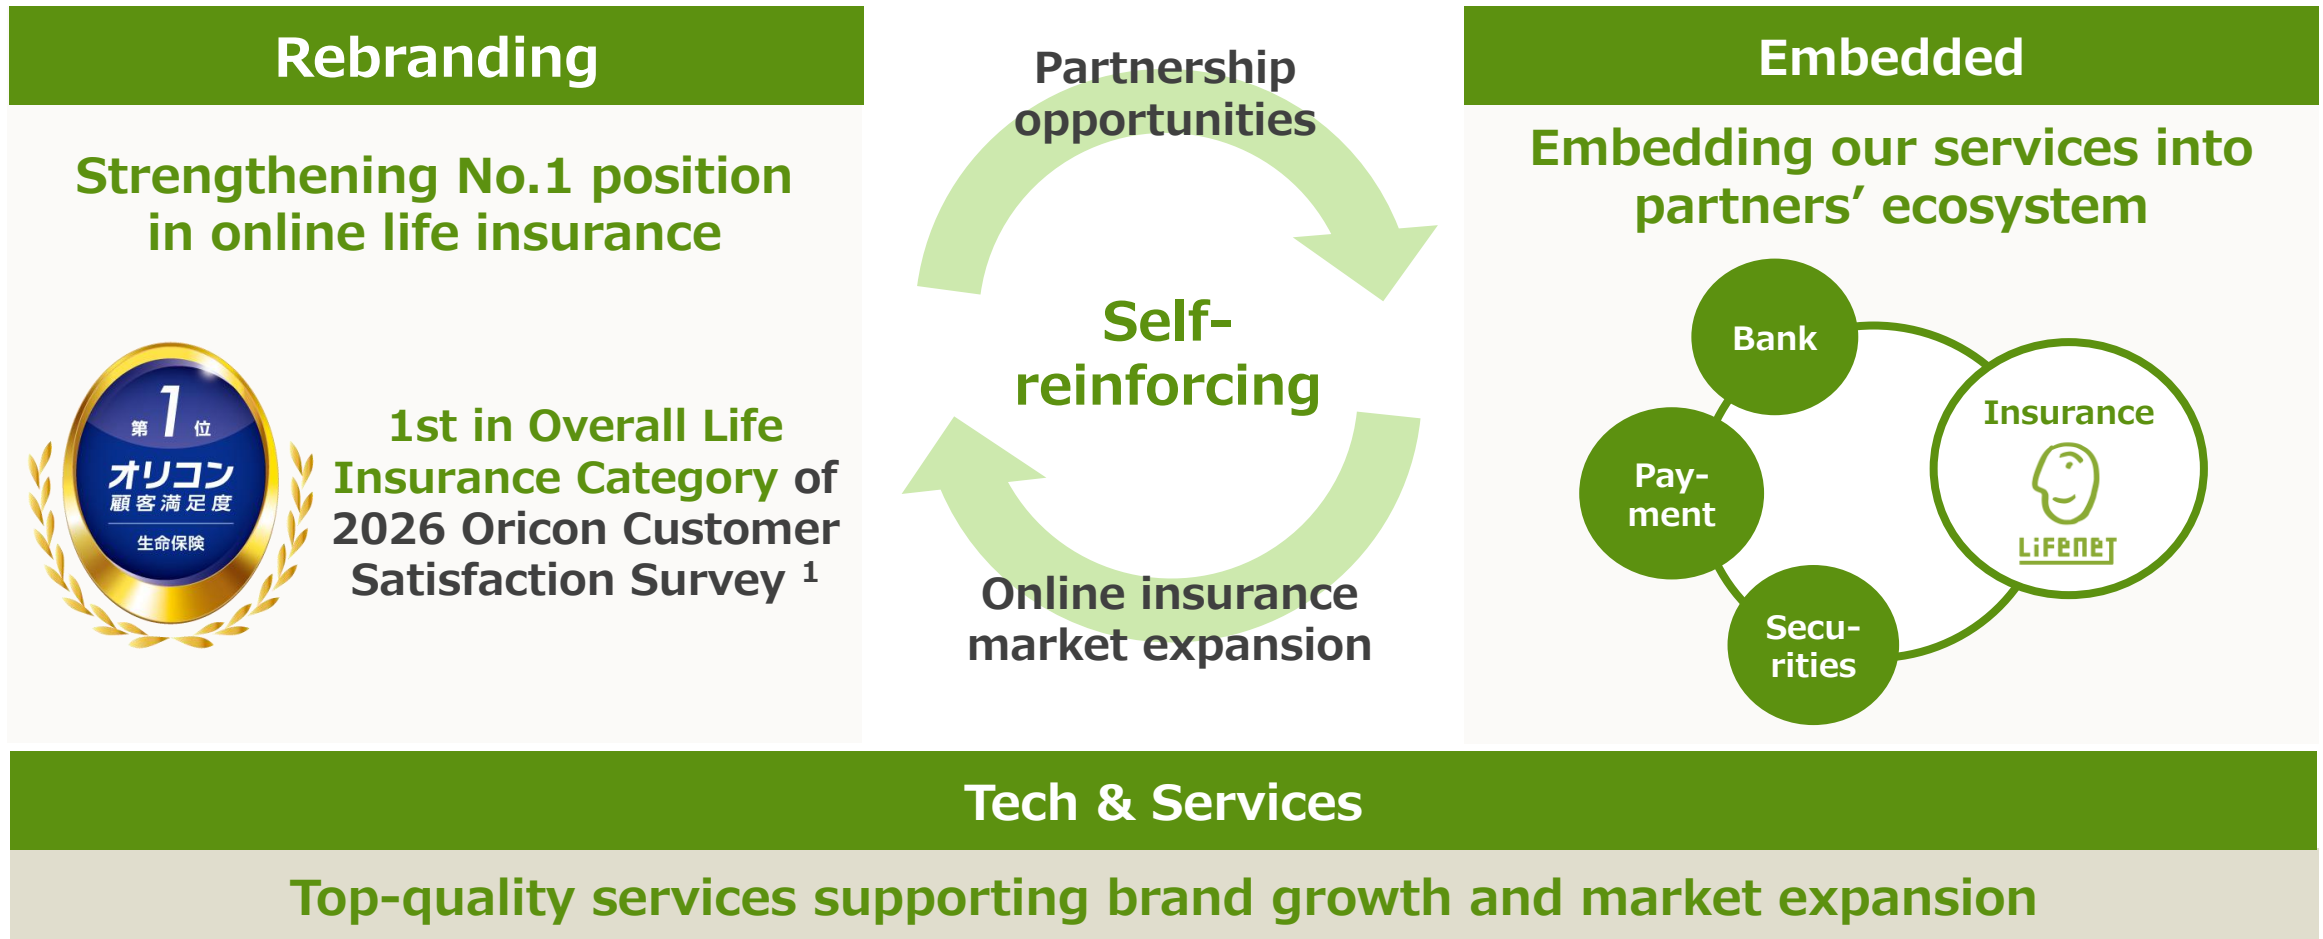 Rebranding
Strengthening No.1 position
in online life insurance
第1位
オリコン
顧客満足度
生命保険
1st in Overall Life
Insurance Category of
2026 Oricon Customer
Satisfaction Survey 1
Partnership
opportunities
Self-
reinforcing
Online insurance
market expansion
Embedded
Embedding our services into
partners’ ecosystem
Bank
Pay-
ment
Secu-
rities
Insurance
LIFENET
Tech & Services
Top-quality services supporting brand growth and market expansion